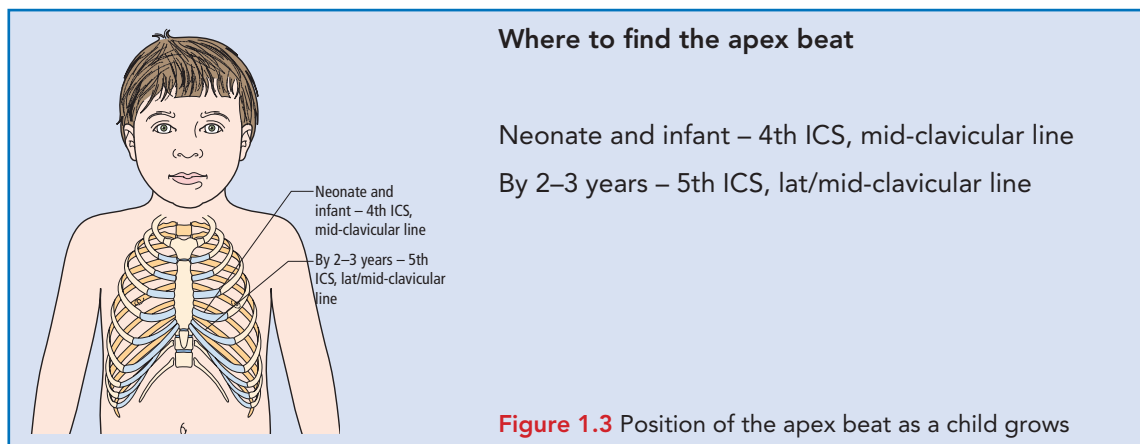 Where to find the apex beat
Neonate and infant – 4th ICS, mid-clavicular line
By 2–3 years – 5th ICS, lat/mid-clavicular line
Neonate and
infant – 4th ICS,
mid-clavicular line
By 2–3 years – 5th
ICS, lat/mid-clavicular
line
Figure 1.3 Position of the apex beat as a child grows